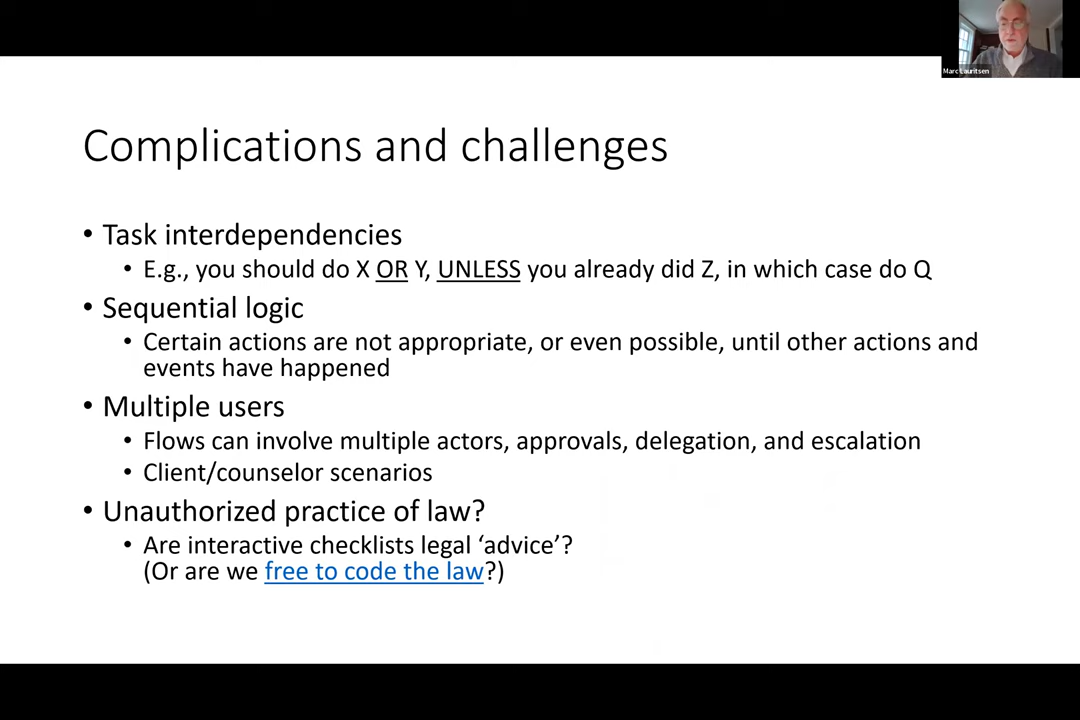 Marc Lauritsen
Complications and challenges
• Task interdependencies
• E.g., you should do X OR Y, UNLESS you already did Z, in which case do Q
• Sequential logic
• Certain actions are not appropriate, or even possible, until other actions and
events have happened
• Multiple users
• Flows can involve multiple actors, approvals, delegation, and escalation
• Client/counselor scenarios
• Unauthorized practice of law?
• Are interactive checklists legal ‘advice’?
(Or are we free to code the law?)